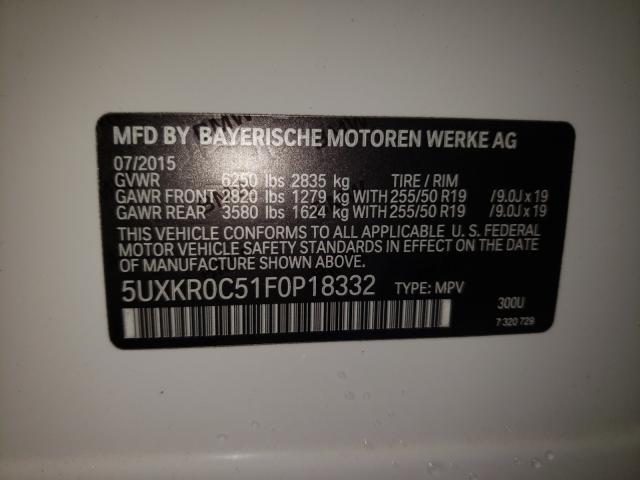 MFD BY BAYERISCHE MOTOREN WERKE AG
07/2015
GVWR 6250 lbs 2835 kg TIRE / RIM
GAWR FRONT 2820 lbs 1279 kg WITH 255/50 R19 /9.0J x 19
GAWR REAR 3580 lbs 1624 kg WITH 255/50 R19 /9.0J x 19
THIS VEHICLE CONFORMS TO ALL APPLICABLE U. S. FEDERAL
MOTOR VEHICLE SAFETY STANDARDS IN EFFECT ON THE DATE
OF MANUFACTURE SHOWN ABOVE.
5UXKR0C51F0P18332 TYPE: MPV
300U
7 320 729